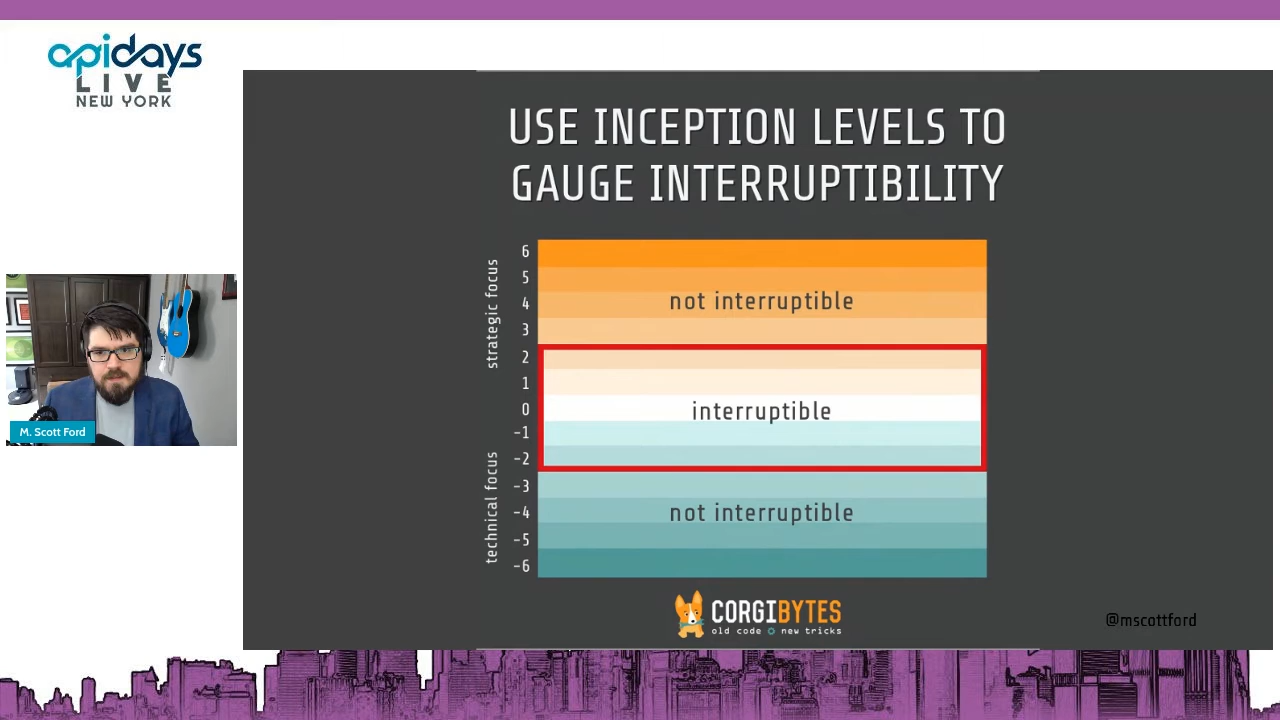 apidays
LIVE
NEW YORK
USE INCEPTION LEVELS TO
GAUGE INTERRUPTIBILITY
strategic focus
technical focus
6
5
4
3
2
1
0
-1
-2
-3
-4
-5
-6
not interruptible
interruptible
not interruptible
M. Scott Ford
CORGIBYTES
old code new tricks
@mscottford